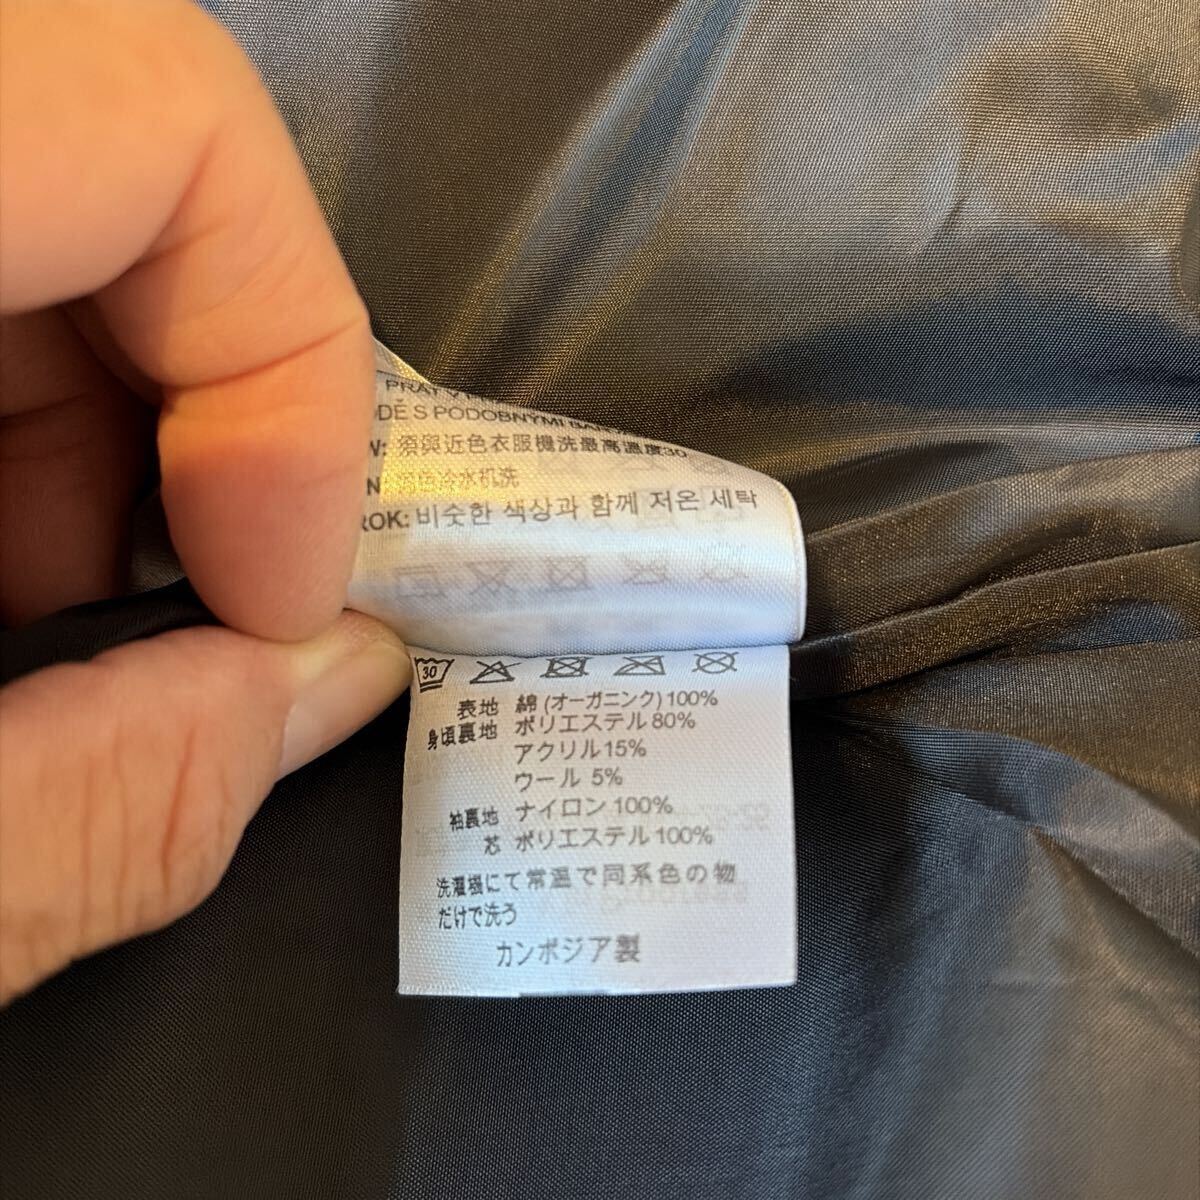 PRAT V
DĚ S PODOBNÝMI BAR
W: 須與近色衣服機洗最高溫度30
N: 同色冷水机洗
ROK: 비슷한 색상과 함께 저온 세탁
30
表地 綿 (オーガニンク) 100%
身頃裏地 ポリエステル 80%
アクリル 15%
ウール 5%
袖裏地 ナイロン 100%
芯 ポリエステル 100%
洗濯機にて常温で同系色の物
だけで洗う
カンボジア製